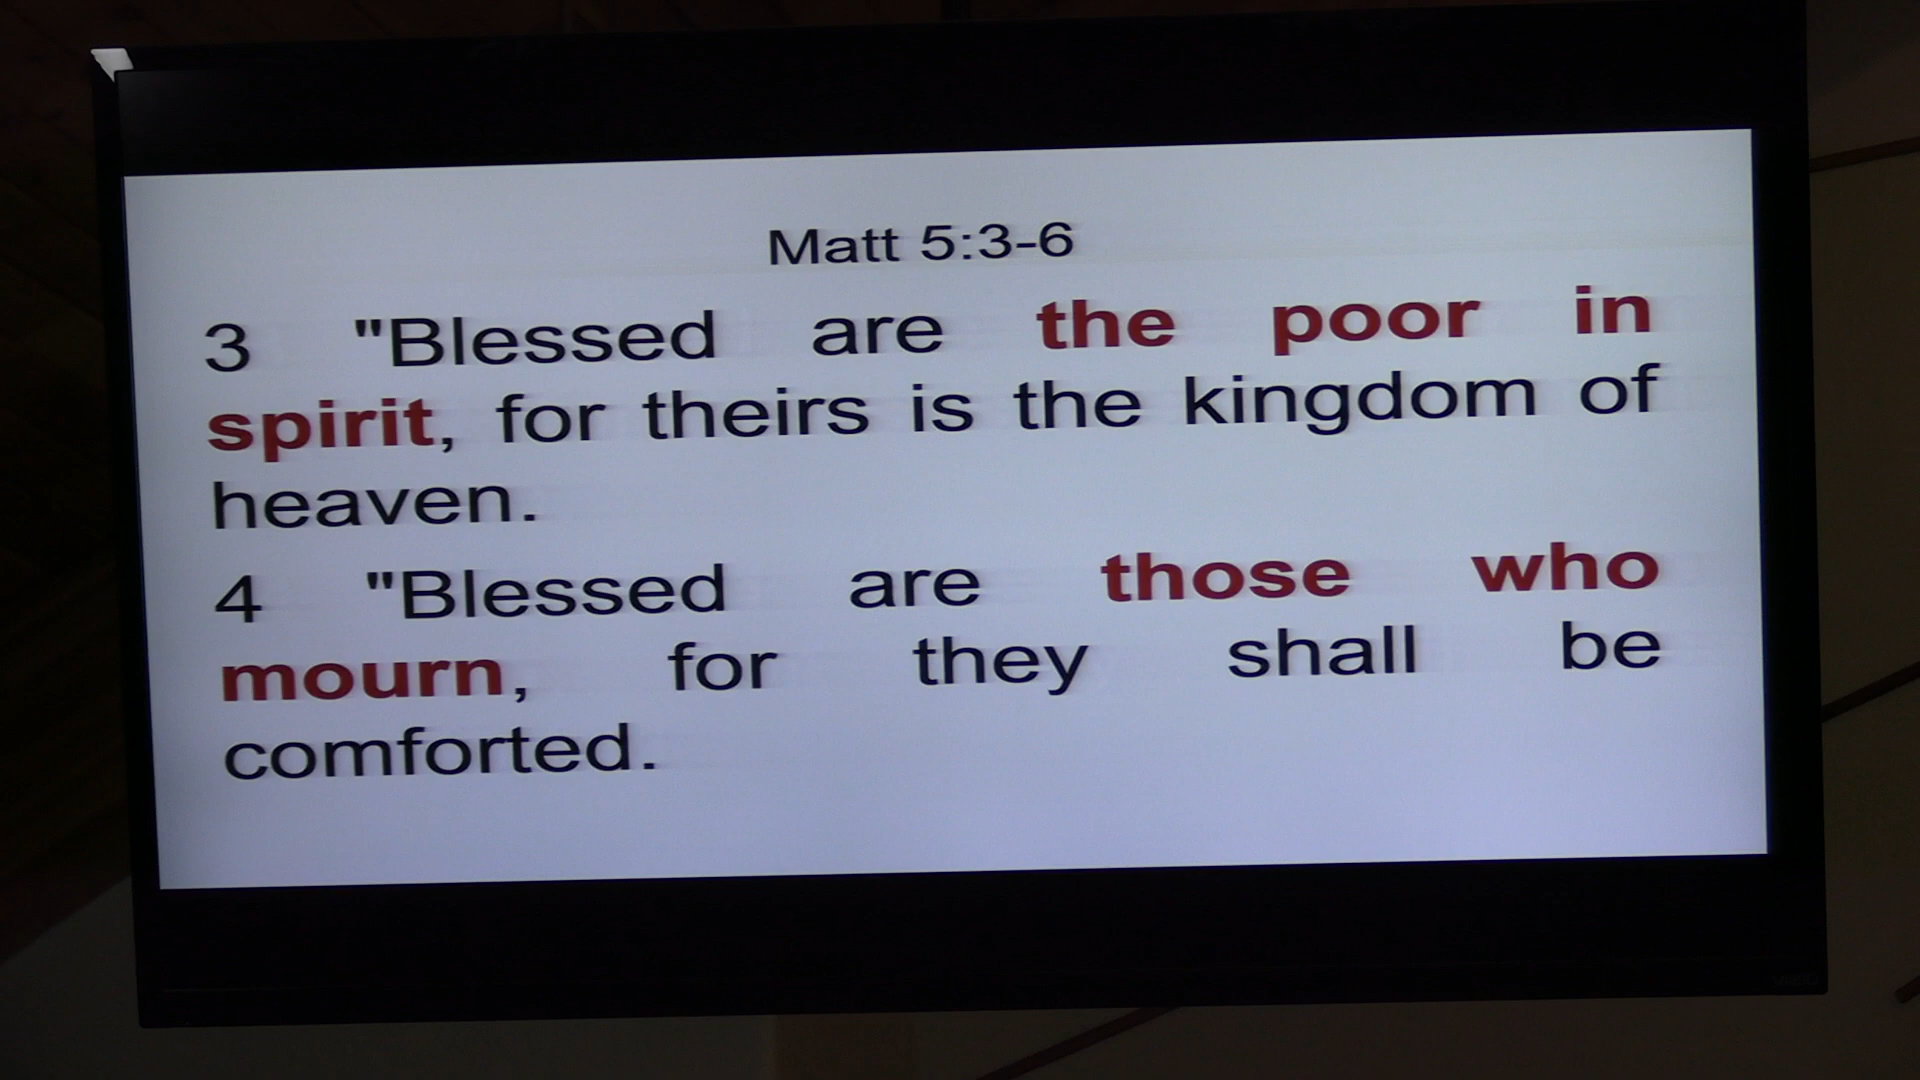 Matt 5:3-6
3 "Blessed are the poor in
spirit, for theirs is the kingdom of
heaven.
4 "Blessed are those who
mourn, for they shall be
comforted.